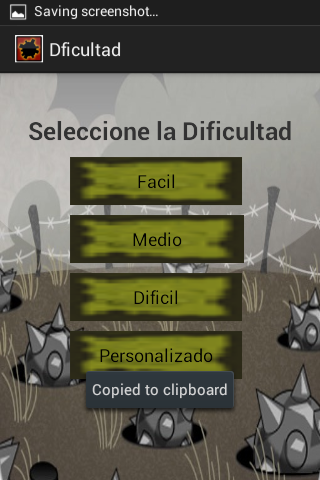 Saving screenshot...
Dficultad
Seleccione la Dificultad
Facil
Medio
Dificil
Personalizado
Copied to clipboard